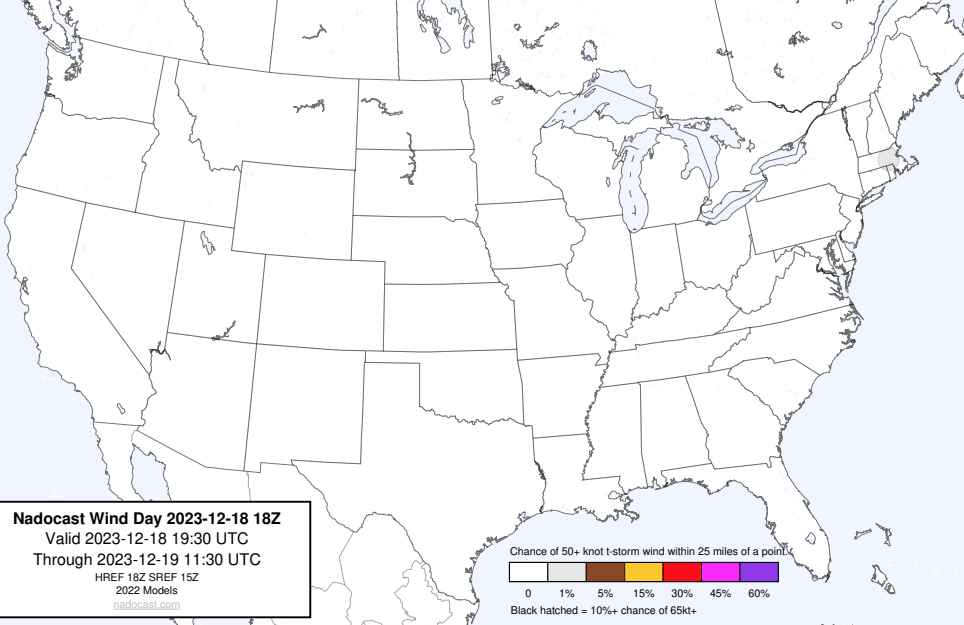 Nadocast Wind Day 2023-12-18 18Z
Valid 2023-12-18 19:30 UTC
Through 2023-12-19 11:30 UTC
HREF 18Z SREF 15Z
2022 Models
nadocast.com
Chance of 50+ knot t-storm wind within 25 miles of a point.
0 1% 5% 15% 30% 45% 60%
Black hatched = 10%+ chance of 65kt+